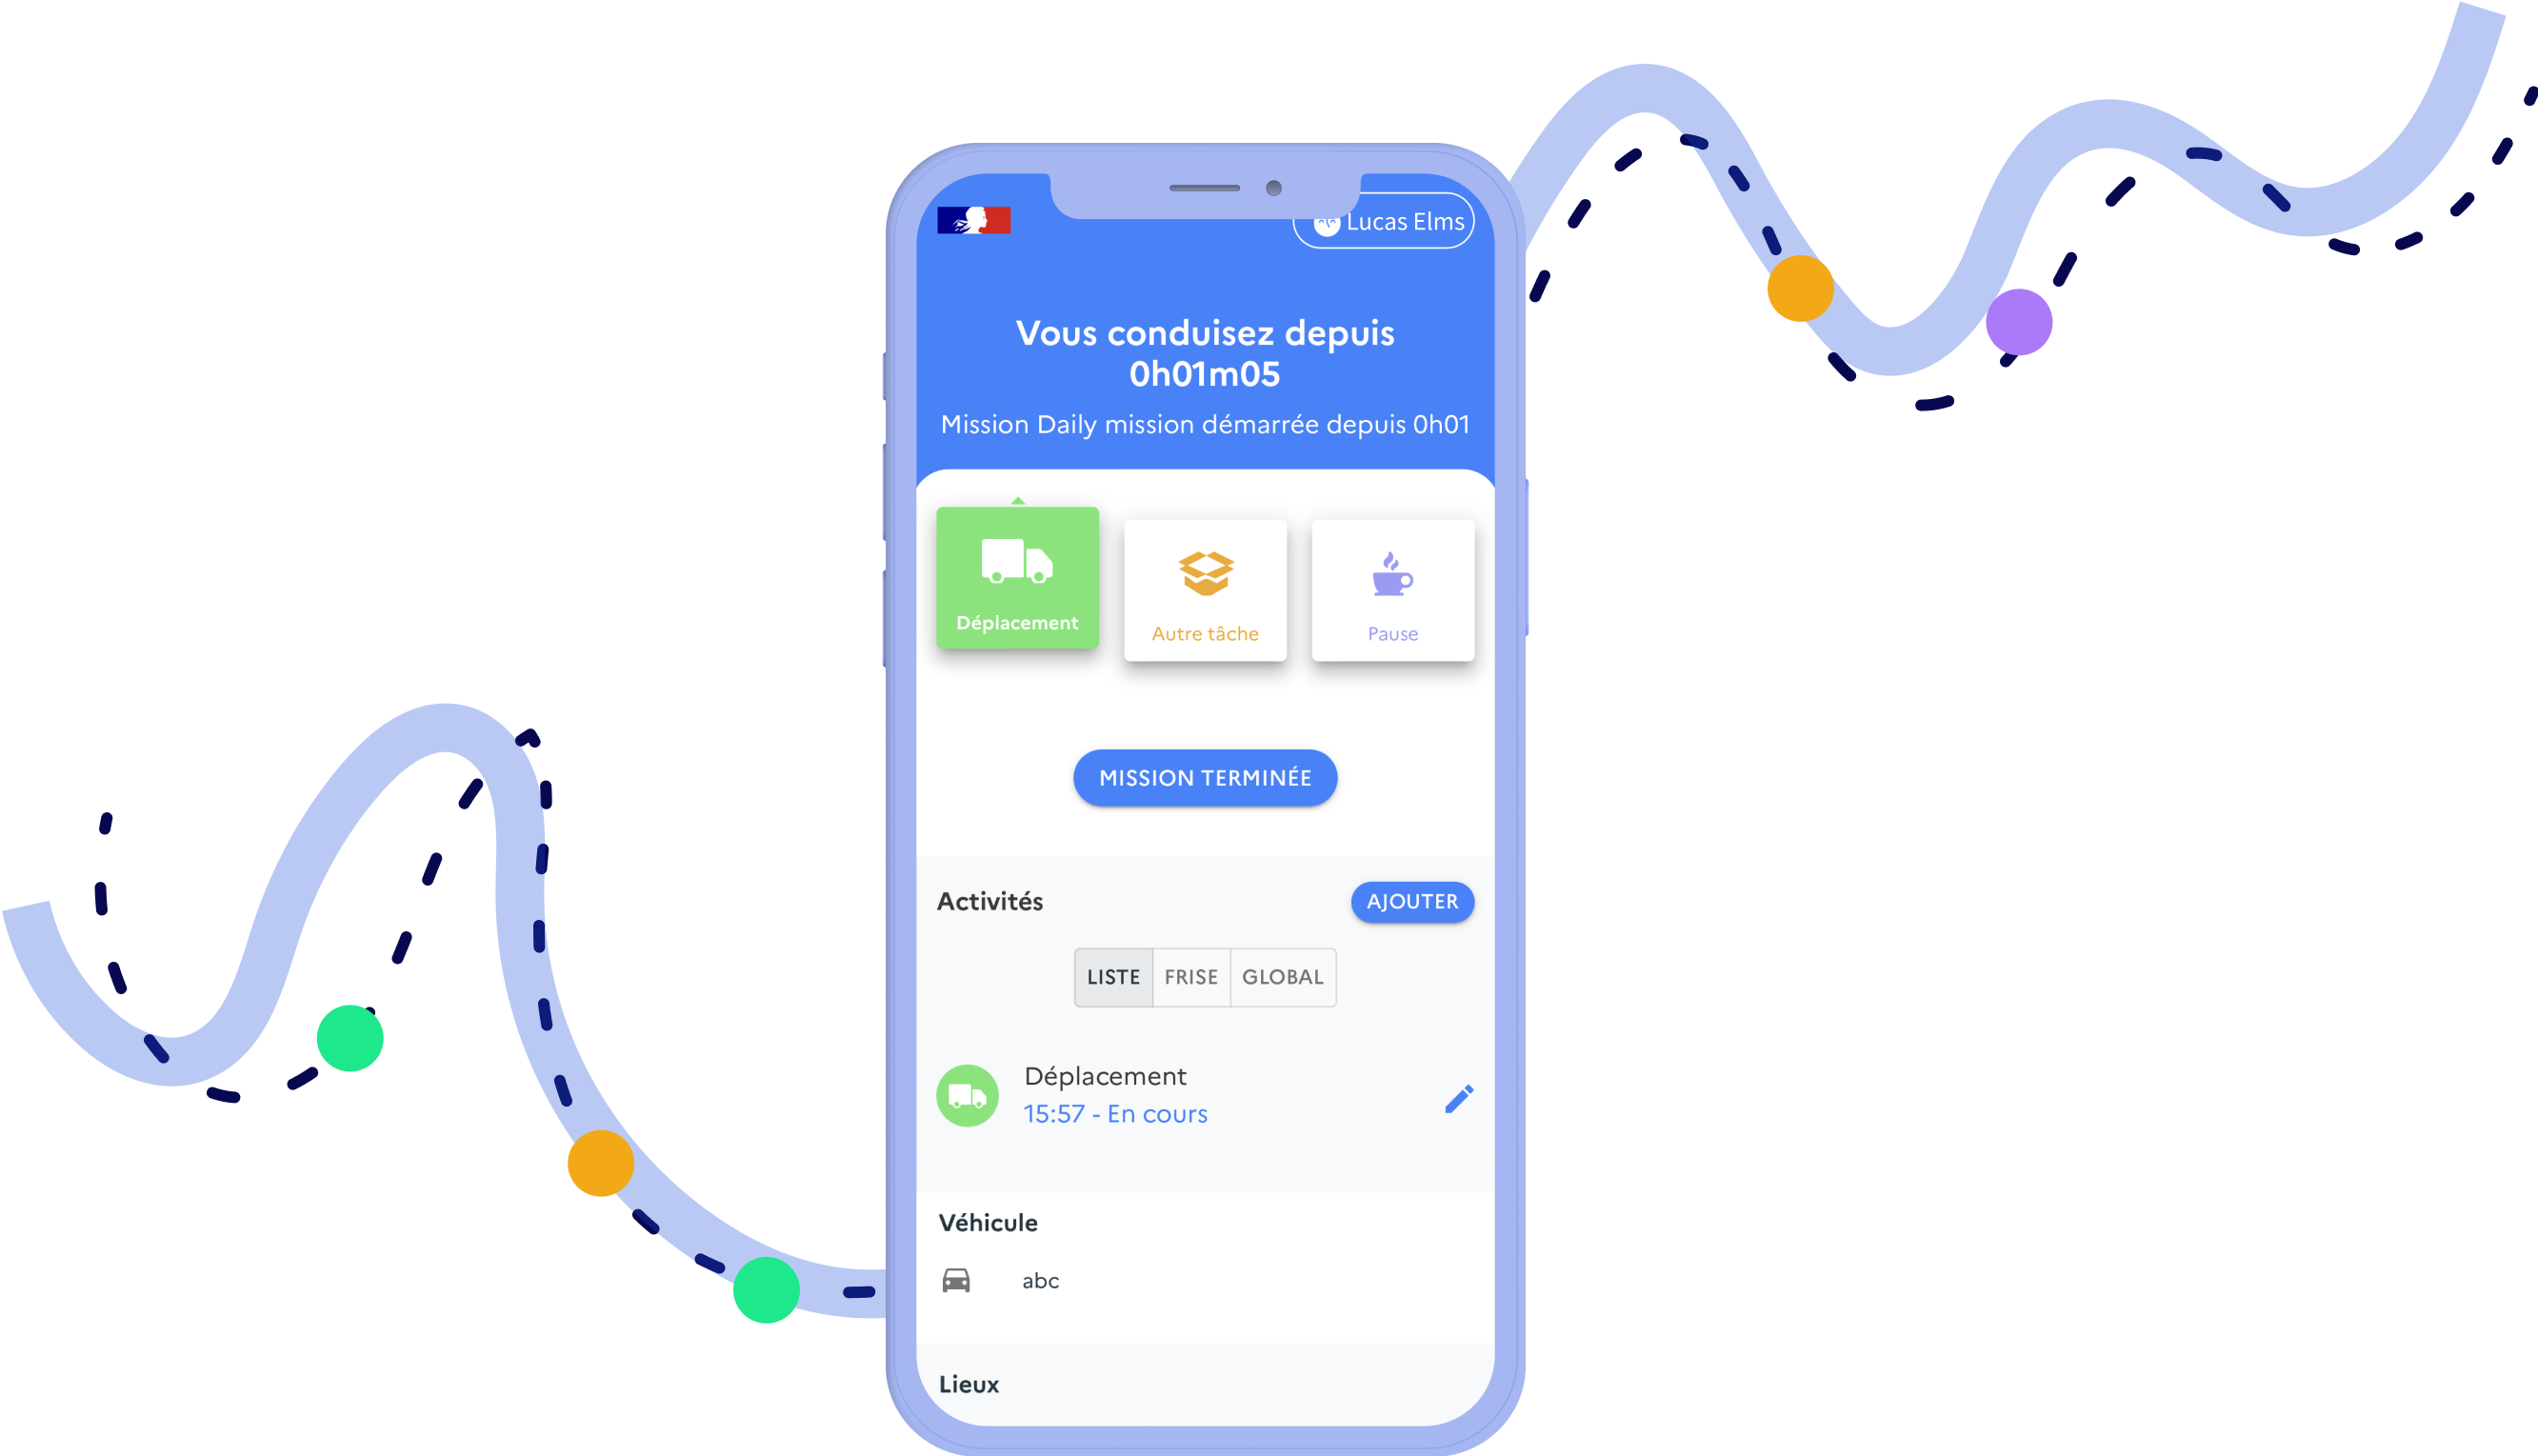 Lucas Elms
Vous conduisez depuis
0h01m05
Mission Daily mission démarrée depuis 0h01
Déplacement
Autre tâche
Pause
MISSION TERMINÉE
Activités
AJOUTER
LISTE
FRISE
GLOBAL
Déplacement
15:57 - En cours
Véhicule
abc
Lieux